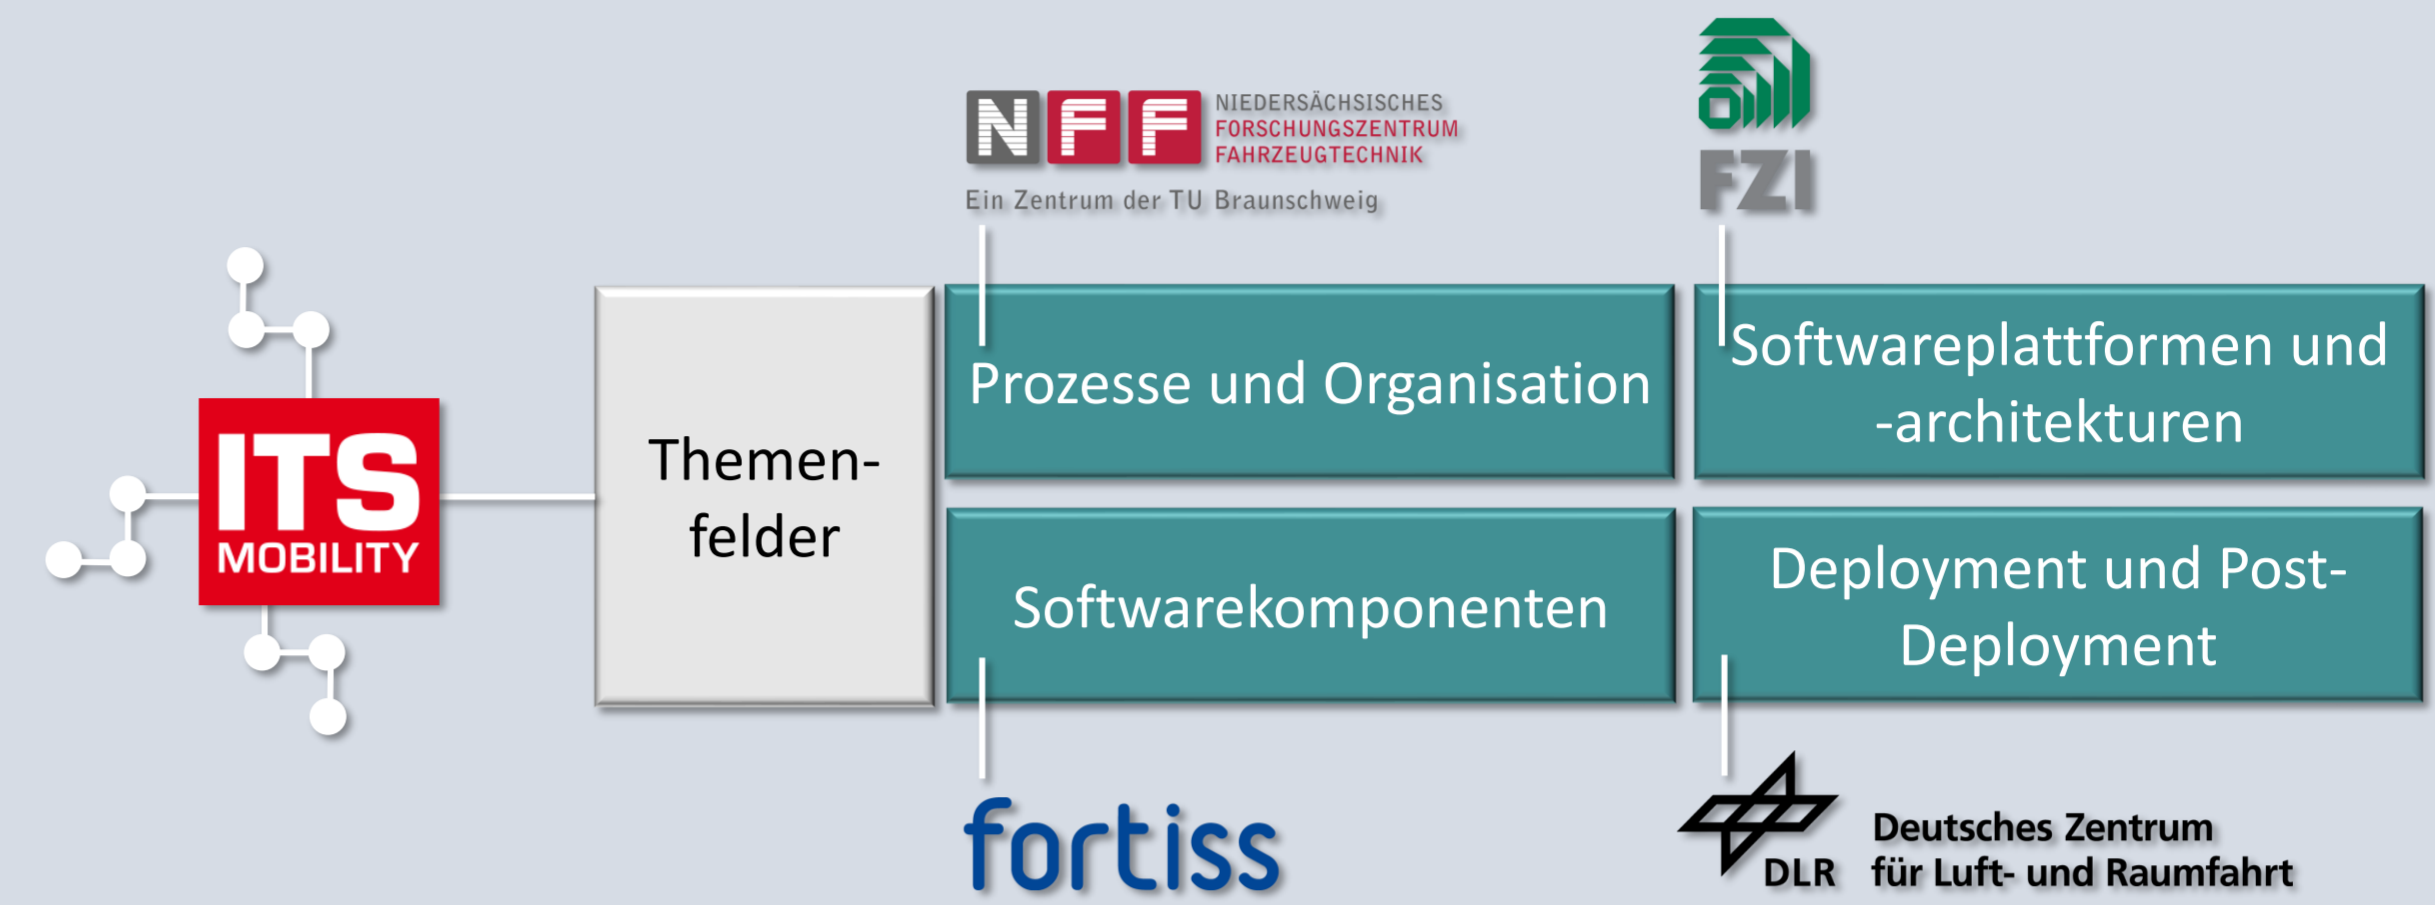 NFF
NIEDERSÄCHSISCHES
FORSCHUNGSZENTRUM
FAHRZEUGTECHNIK
Ein Zentrum der TU Braunschweig
FZI
ITS
MOBILITY
Themen-
felder
Prozesse und Organisation
Softwareplattformen und
-architekturen
Softwarekomponenten
Deployment und Post-
Deployment
fortiss
DLR
Deutsches Zentrum
für Luft- und Raumfahrt